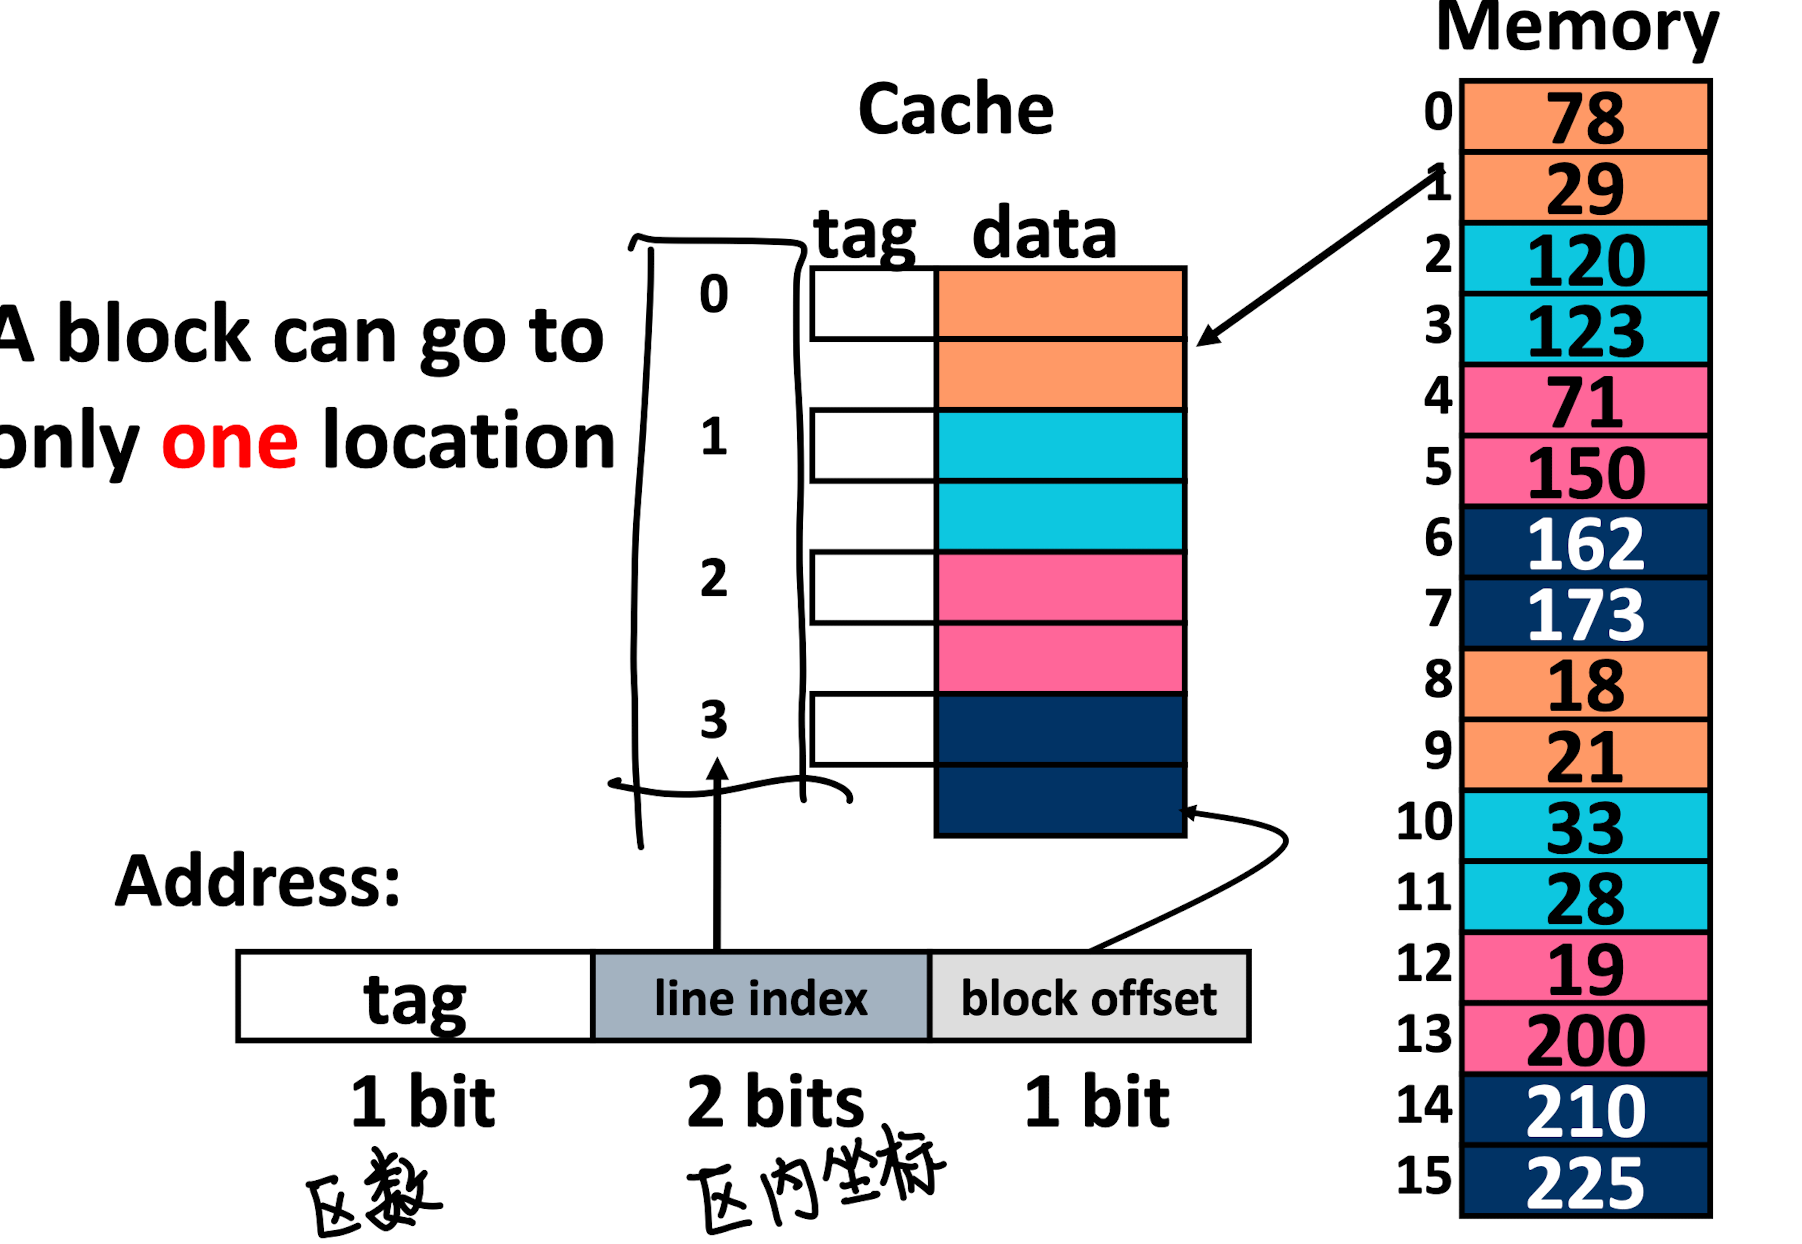 Memory
Cache
tag data
A block can go to
only one location
0
1
2
3
0 78
1 29
2 120
3 123
4 71
5 150
6 162
7 173
8 18
9 21
10 33
11 28
12 19
13 200
14 210
15 225
Address:
tag line index block offset
1 bit 2 bits 1 bit
区数 区内坐标